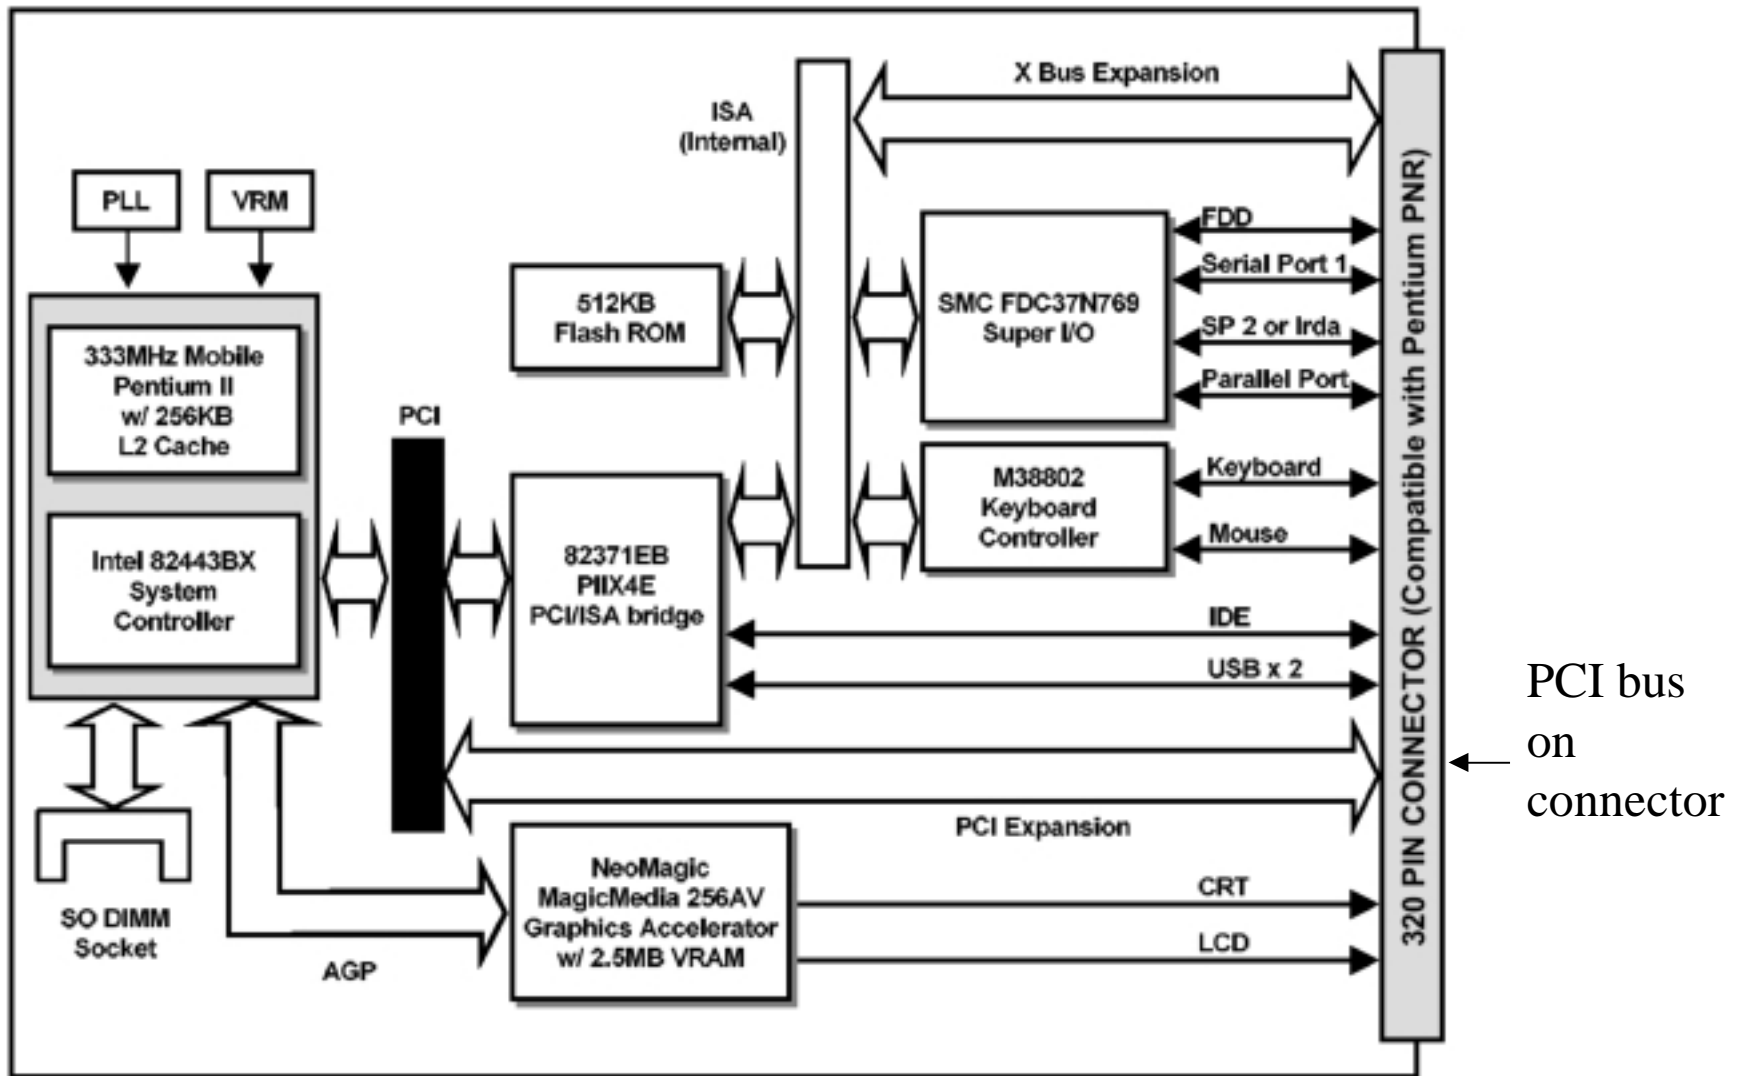 X Bus Expansion
ISA
(Internal)
PLL
VRM
FDD
Serial Port 1
512KB
Flash ROM
SMC FDC37N769
Super I/O
SP 2 or Irda
Parallel Port
333MHz Mobile
Pentium II
w/ 256KB
L2 Cache
PCI
M38802
Keyboard
Controller
Keyboard
Mouse
Intel 82443BX
System
Controller
82371EB
PIIX4E
PCI/ISA bridge
IDE
USB x 2
PCI Expansion
NeoMagic
MagicMedia 256AV
Graphics Accelerator
w/ 2.5MB VRAM
CRT
LCD
SO DIMM
Socket
AGP
320 PIN CONNECTOR (Compatible with Pentium PNR)
PCI bus
on
connector